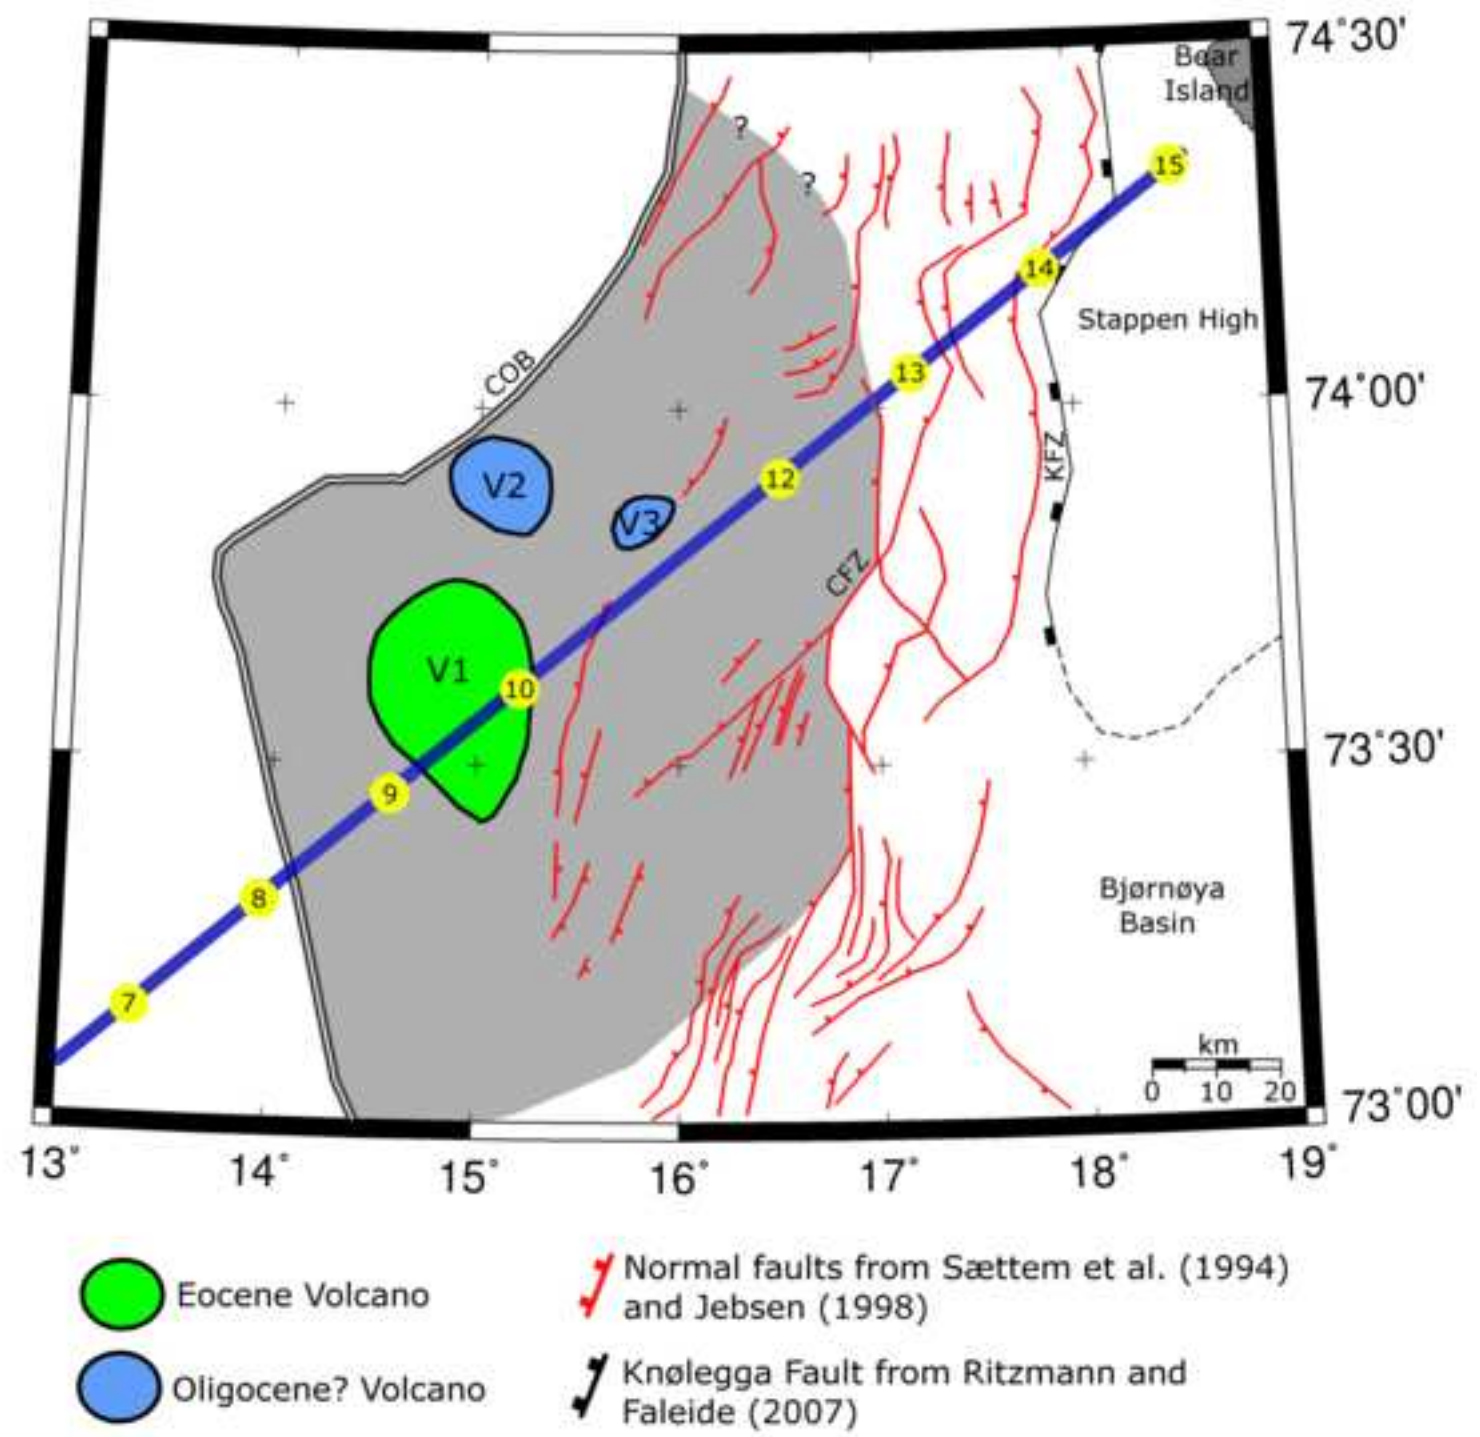 74°30'
Bear
Island
?
?
15
14
Stappen High
COB
13
74°00'
KFZ
V2
12
V3
CFZ
V1
10
73°30'
9
8
Bjørnøya
Basin
7
km
0 10 20
73°00'
13° 14° 15° 16° 17° 18° 19°
Eocene Volcano
Normal faults from Sættem et al. (1994)
and Jebsen (1998)
Oligocene? Volcano
Knølegga Fault from Ritzmann and
Faleide (2007)